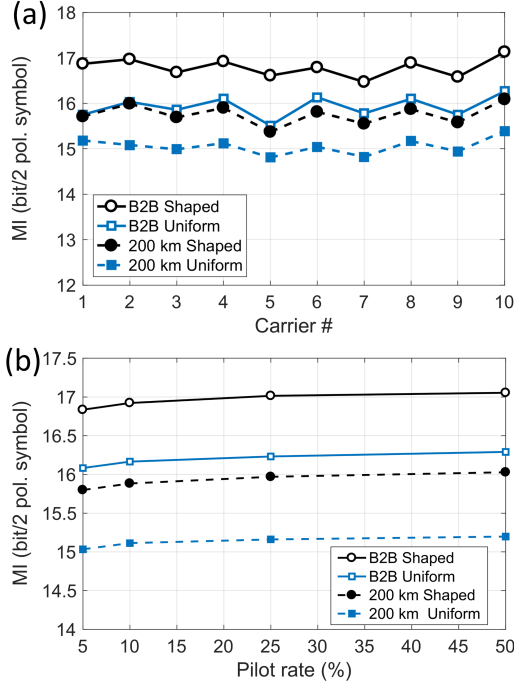 (a)
MI (bit/2 pol. symbol)
18
17
16
15
14
13
12
B2B Shaped
B2B Uniform
200 km Shaped
200 km Uniform
1 2 3 4 5 6 7 8 9 10
Carrier #
(b)
MI (bit/2 pol. symbol)
17.5
17
16.5
16
15.5
15
14.5
14
B2B Shaped
B2B Uniform
200 km Shaped
200 km Uniform
5 10 15 20 25 30 35 40 45 50
Pilot rate (%)